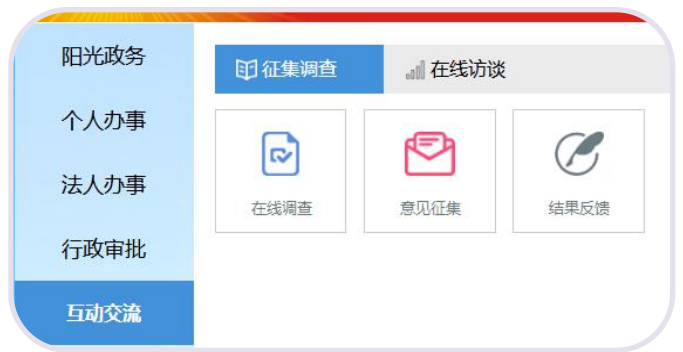 阳光政务
个人办事
法人办事
行政审批
互动交流
征集调查
在线访谈
在线调查
意见征集
结果反馈